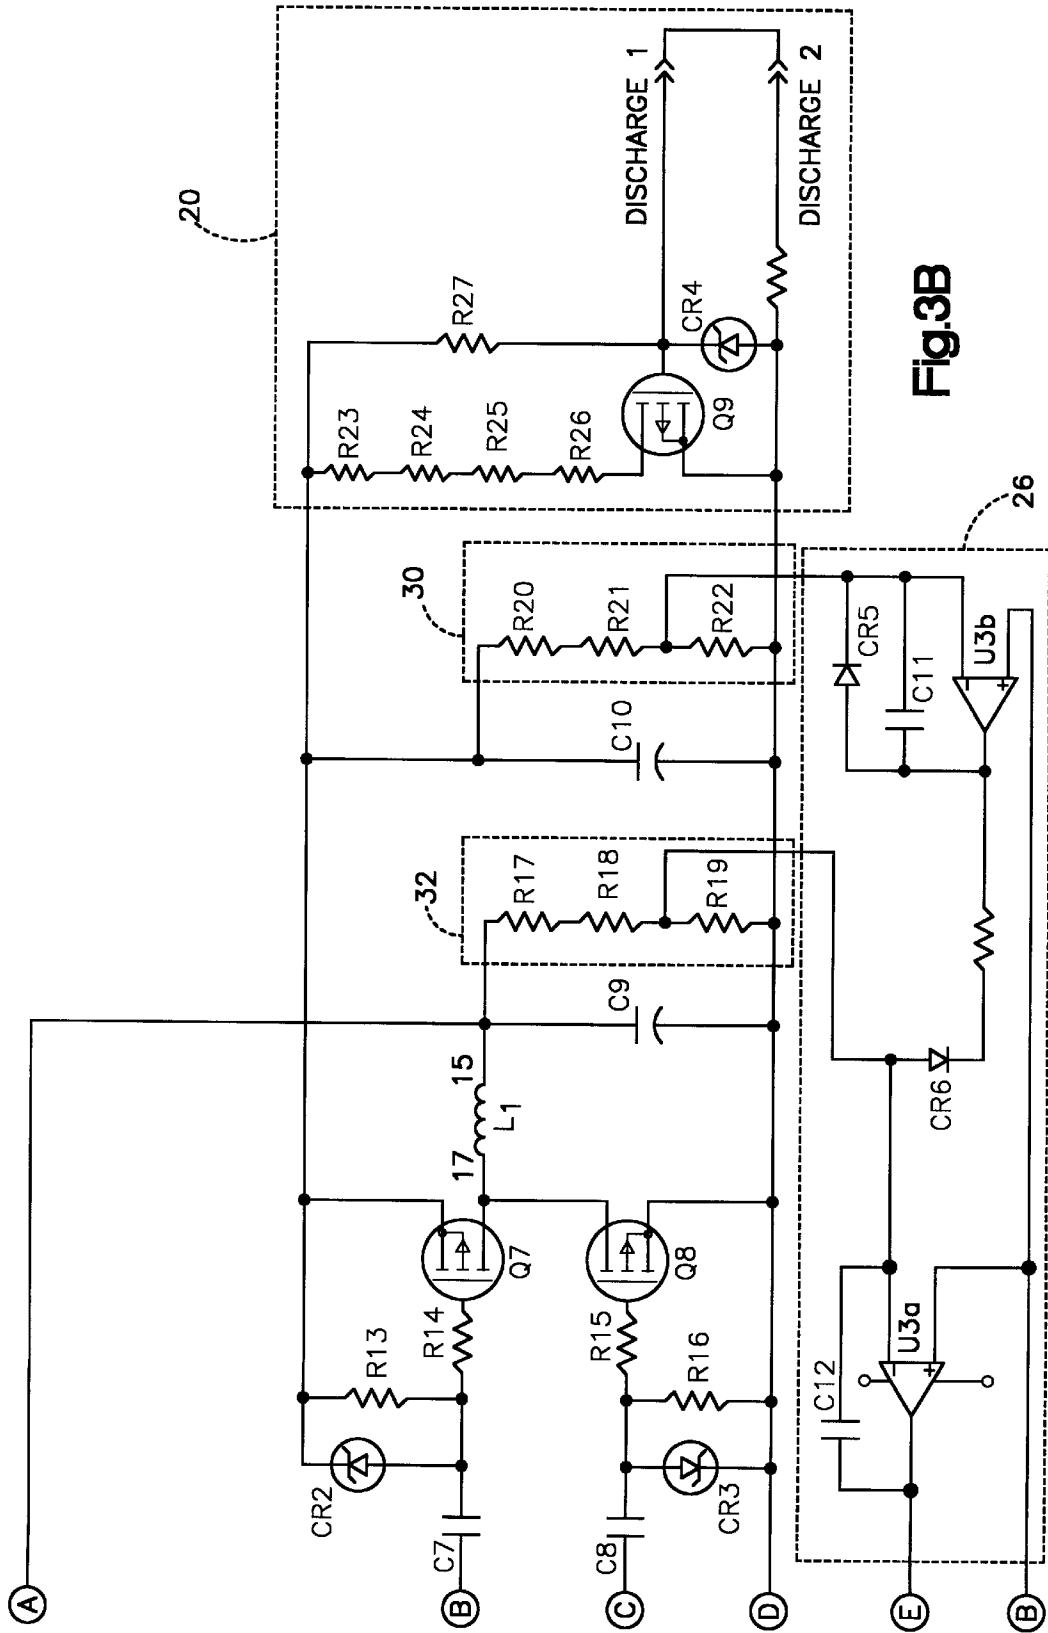 A
B
C
D
E
B
C7
C8
CR2
CR3
R13
R14
R15
R16
Q7
Q8
17
15
L1
C9
32
R17
R18
R19
C10
30
R20
R21
R22
20
R23
R24
R25
R26
R27
Q9
CR4
DISCHARGE 1
DISCHARGE 2
26
C12
U3a
−
+
CR6
CR5
C11
U3b
−
+
Fig.3B